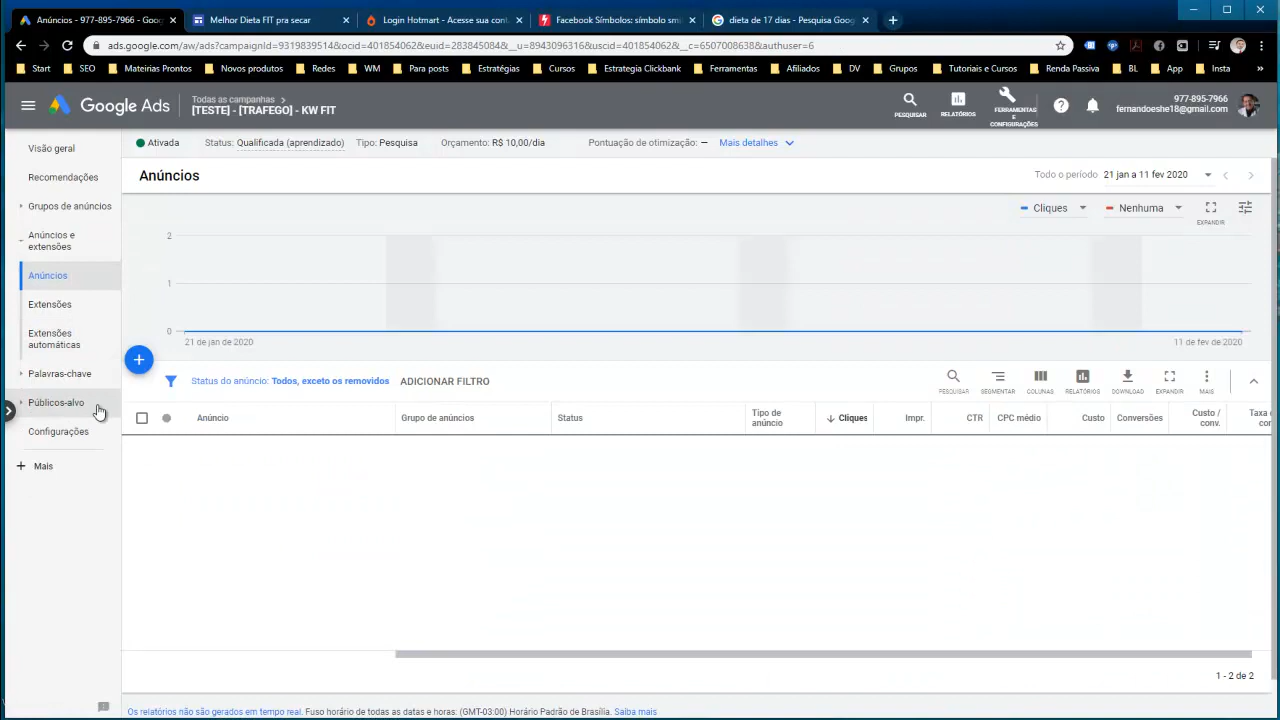 Anúncios - 977-895-7966 - Goog
Melhor Dieta FIT pra secar
Login Hotmart - Acesse sua cont
Facebook Símbolos: símbolo smi
dieta de 17 dias - Pesquisa Goog
ads.google.com/aw/ads?campaignId=9319839514&ocid=401854062&euid=283845084&__u=8943096316&uscid=401854062&__c=6507008638&authuser=6
Start SEO Mateirias Prontos Novos produtos Redes WM Para posts Estratégias Cursos Estrategia Clickbank Ferramentas Afiliados DV Grupos Tutoriais e Cursos Renda Passiva BL App Insta
Google Ads
Todas as campanhas
[TESTE] - [TRAFEGO] - KW FIT
PESQUISAR
RELATÓRIOS
FERRAMENTAS
E
CONFIGURAÇÕES
977-895-7966
fernandoeshe18@gmail.com
Visão geral
Recomendações
Grupos de anúncios
Anúncios e
extensões
Anúncios
Extensões
Extensões
automáticas
Palavras-chave
Públicos-alvo
Configurações
Mais
Ativada Status: Qualificada (aprendizado) Tipo: Pesquisa Orçamento: R$ 10,00/dia Pontuação de otimização: — Mais detalhes
Anúncios
Todo o período 21 jan a 11 fev 2020
Cliques Nenhuma
EXPANDIR
2
1
0
21 de jan de 2020
11 de fev de 2020
Status do anúncio: Todos, exceto os removidos ADICIONAR FILTRO
PESQUISAR SEGMENTAR COLUNAS RELATÓRIOS DOWNLOAD EXPANDIR MAIS
Anúncio Grupo de anúncios Status
Tipo de
anúncio
Cliques Impr. CTR CPC médio Custo Conversões
Custo /
conv.
Taxa d
con
1 - 2 de 2
Os relatórios não são gerados em tempo real. Fuso horário de todas as datas e horas: (GMT-03:00) Horário Padrão de Brasília. Saiba mais